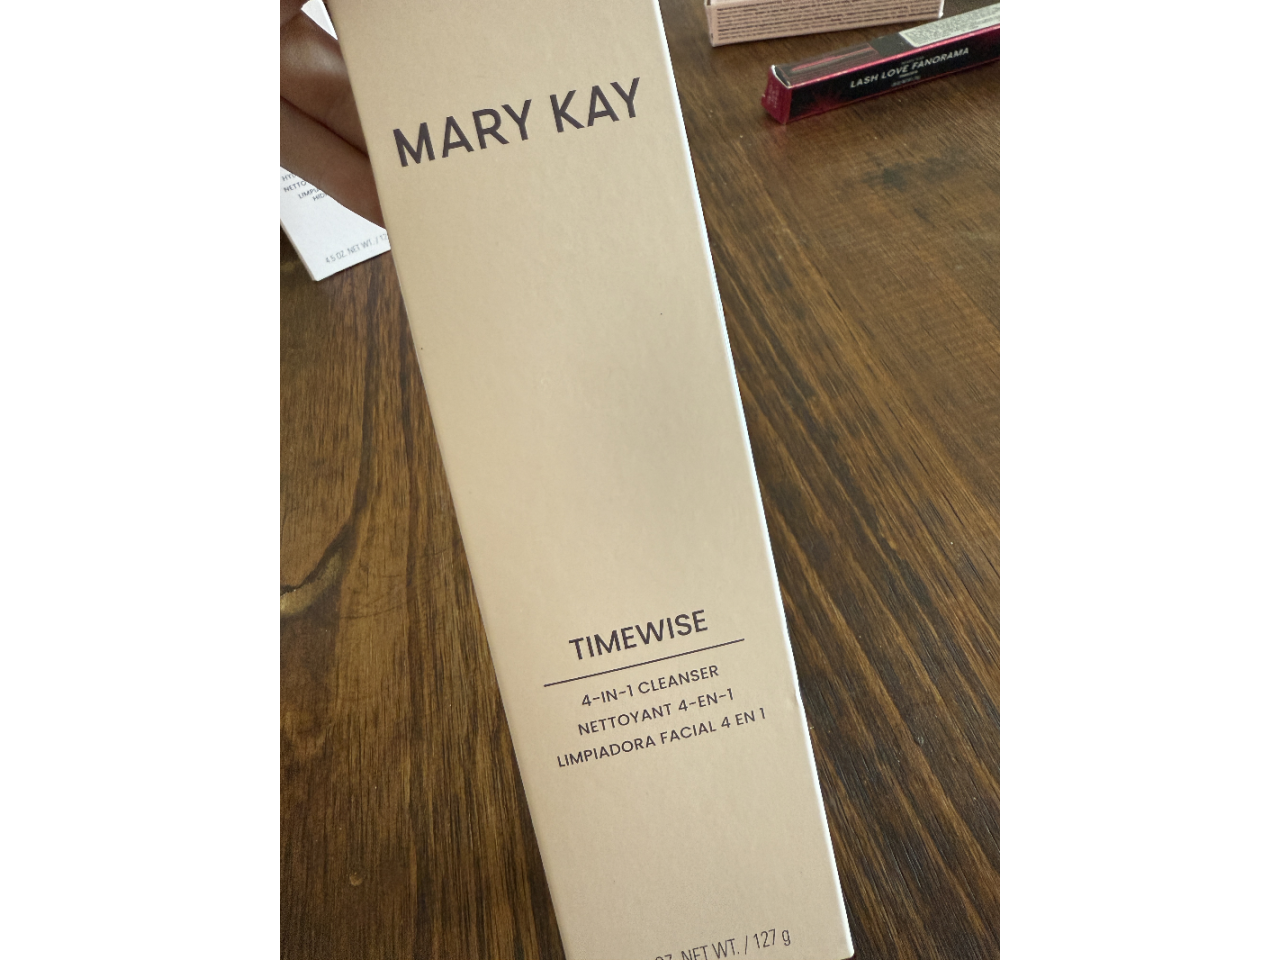 MARY KAY
TIMEWISE
4-IN-1 CLEANSER
NETTOYANT 4-EN-1
LIMPIADORA FACIAL 4 EN 1
OZ. NET WT. / 127 g
LASH LOVE FANORAMA
4.5 OZ. NET WT. /